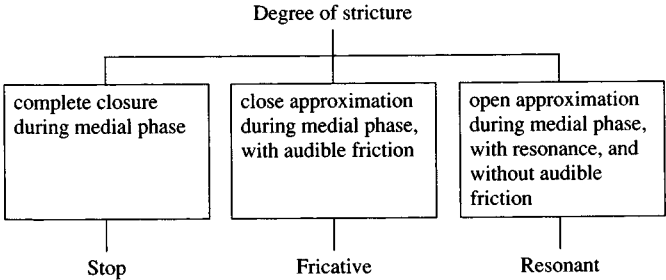 Degree of stricture
complete closure
during medial phase
close approximation
during medial phase,
with audible friction
open approximation
during medial phase,
with resonance, and
without audible
friction
Stop
Fricative
Resonant